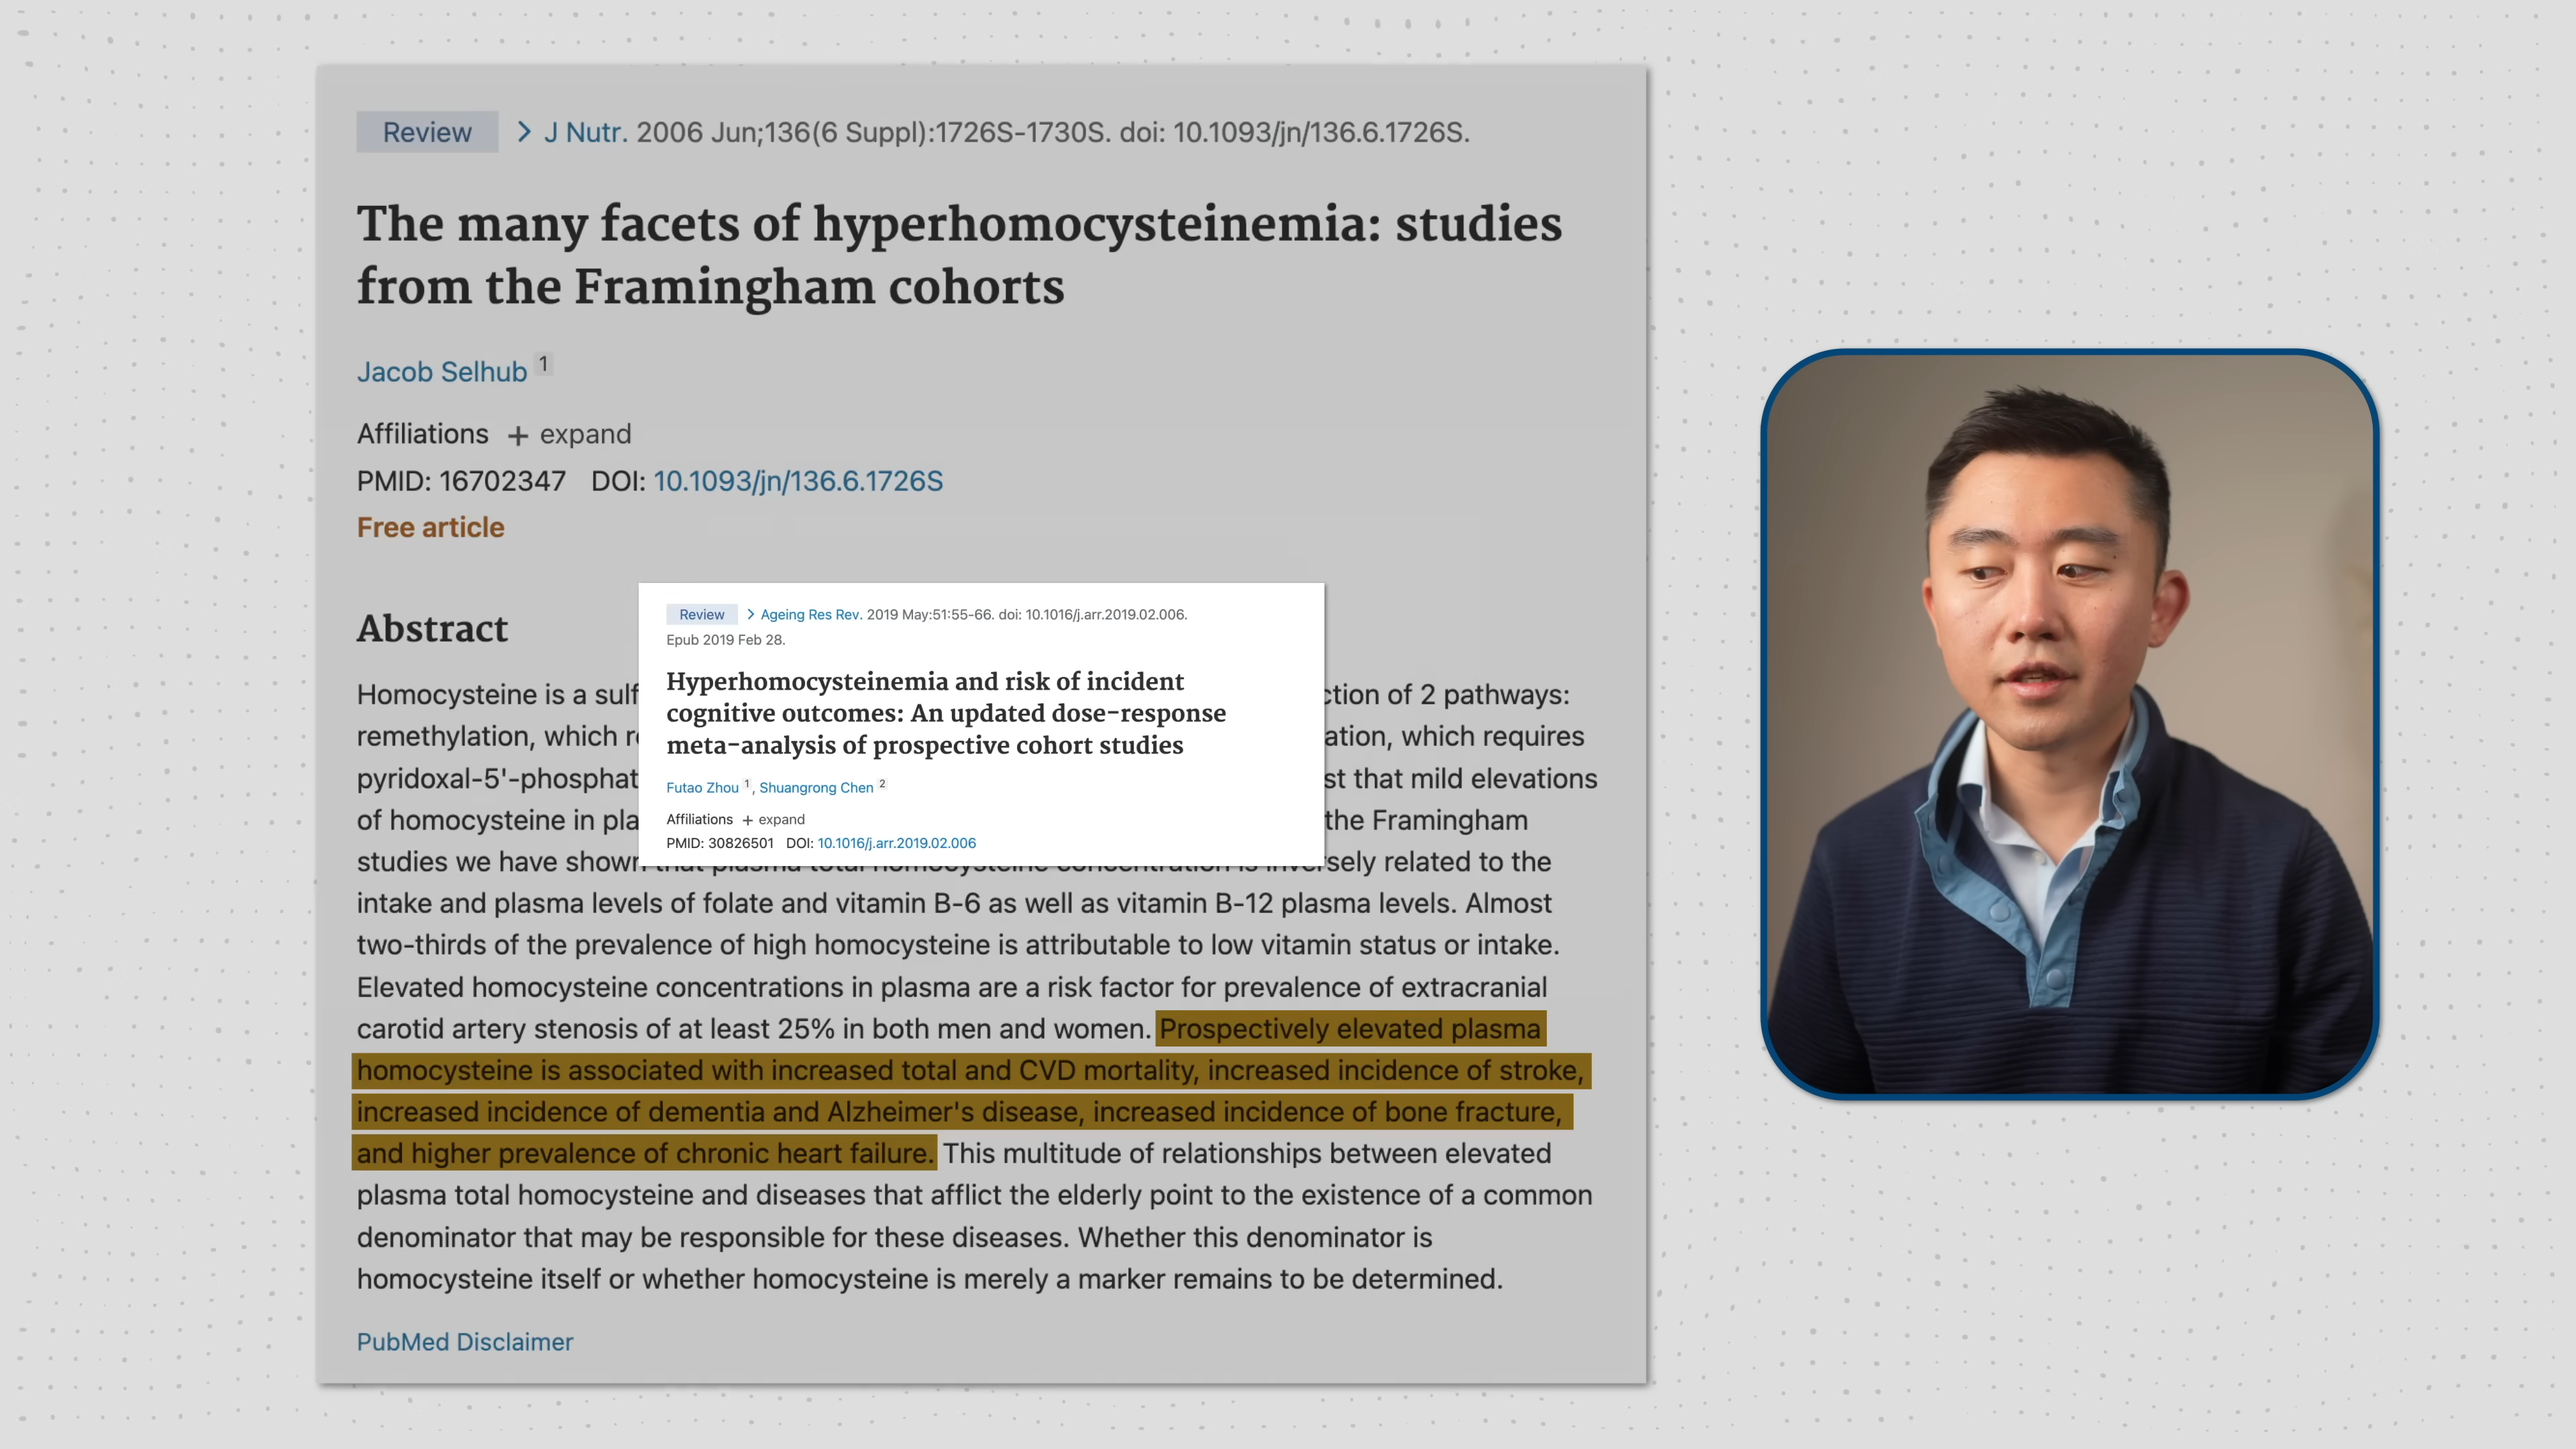 Review > J Nutr. 2006 Jun;136(6 Suppl):1726S-1730S. doi: 10.1093/jn/136.6.1726S.
The many facets of hyperhomocysteinemia: studies
from the Framingham cohorts
Jacob Selhub 1
Affiliations + expand
PMID: 16702347 DOI: 10.1093/jn/136.6.1726S
Free article
Abstract
Homocysteine is a sulf
ction of 2 pathways:
remethylation, which r
ation, which requires
pyridoxal-5'-phosphat
st that mild elevations
of homocysteine in pla
the Framingham
studies we have shown that plasma total homocysteine concentration is inversely related to the
intake and plasma levels of folate and vitamin B-6 as well as vitamin B-12 plasma levels. Almost
two-thirds of the prevalence of high homocysteine is attributable to low vitamin status or intake.
Elevated homocysteine concentrations in plasma are a risk factor for prevalence of extracranial
carotid artery stenosis of at least 25% in both men and women. Prospectively elevated plasma
homocysteine is associated with increased total and CVD mortality, increased incidence of stroke,
increased incidence of dementia and Alzheimer's disease, increased incidence of bone fracture,
and higher prevalence of chronic heart failure. This multitude of relationships between elevated
plasma total homocysteine and diseases that afflict the elderly point to the existence of a common
denominator that may be responsible for these diseases. Whether this denominator is
homocysteine itself or whether homocysteine is merely a marker remains to be determined.
PubMed Disclaimer
Review > Ageing Res Rev. 2019 May:51:55-66. doi: 10.1016/j.arr.2019.02.006.
Epub 2019 Feb 28.
Hyperhomocysteinemia and risk of incident
cognitive outcomes: An updated dose-response
meta-analysis of prospective cohort studies
Futao Zhou 1, Shuangrong Chen 2
Affiliations + expand
PMID: 30826501 DOI: 10.1016/j.arr.2019.02.006